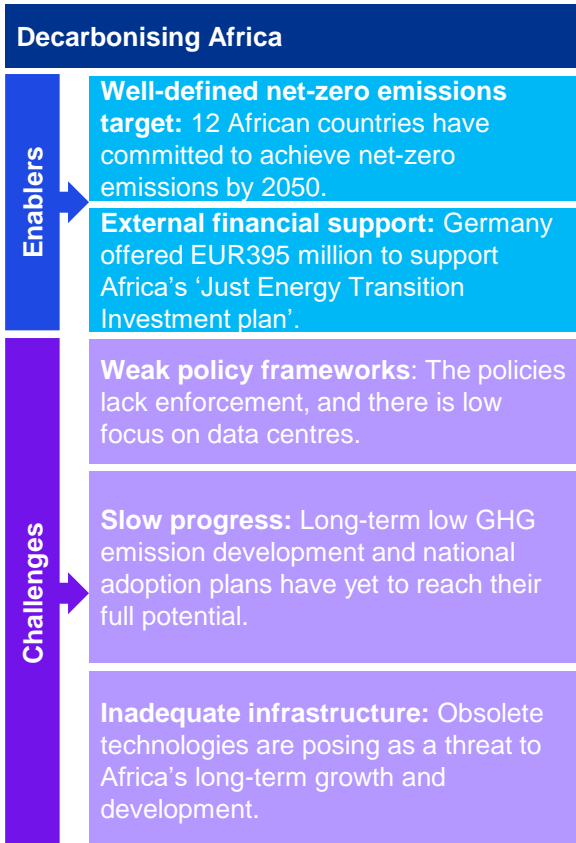 Decarbonising Africa
Enablers
Well-defined net-zero emissions
target: 12 African countries have
committed to achieve net-zero
emissions by 2050.
External financial support: Germany
offered EUR395 million to support
Africa's ‘Just Energy Transition
Investment plan’.
Challenges
Weak policy frameworks: The policies
lack enforcement, and there is low
focus on data centres.
Slow progress: Long-term low GHG
emission development and national
adoption plans have yet to reach their
full potential.
Inadequate infrastructure: Obsolete
technologies are posing as a threat to
Africa's long-term growth and
development.